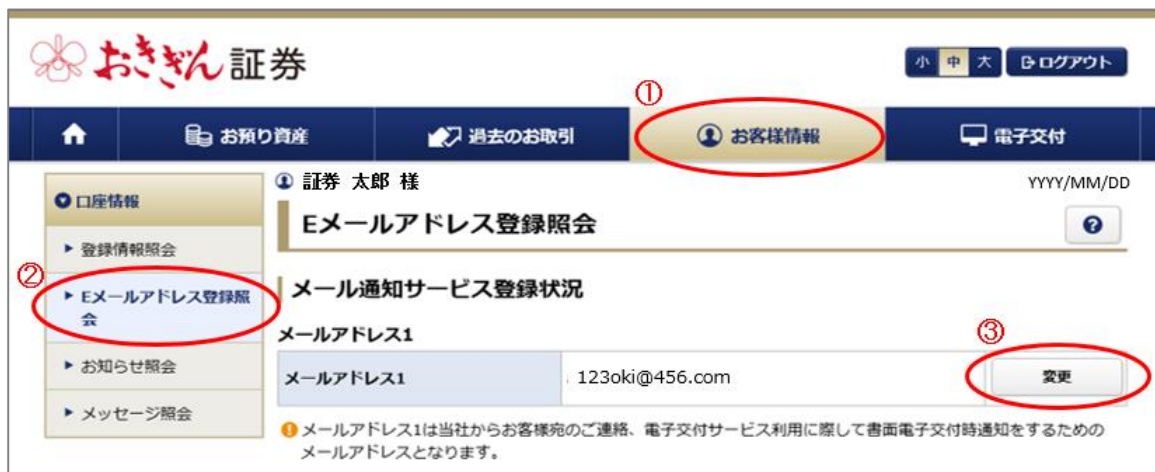 おきぎん証券
小 中 大 ログアウト
①
お預り資産 過去のお取引 お客様情報 電子交付
口座情報
証券 太郎 様 YYYY/MM/DD
Eメールアドレス登録照会
登録情報照会
②
Eメールアドレス登録照
会
メール通知サービス登録状況
メールアドレス1
③
お知らせ照会
メールアドレス1 123oki@456.com 変更
メッセージ照会
メールアドレス1は当社からお客様宛のご連絡、電子交付サービス利用に際して書面電子交付時通知をするための
メールアドレスとなります。